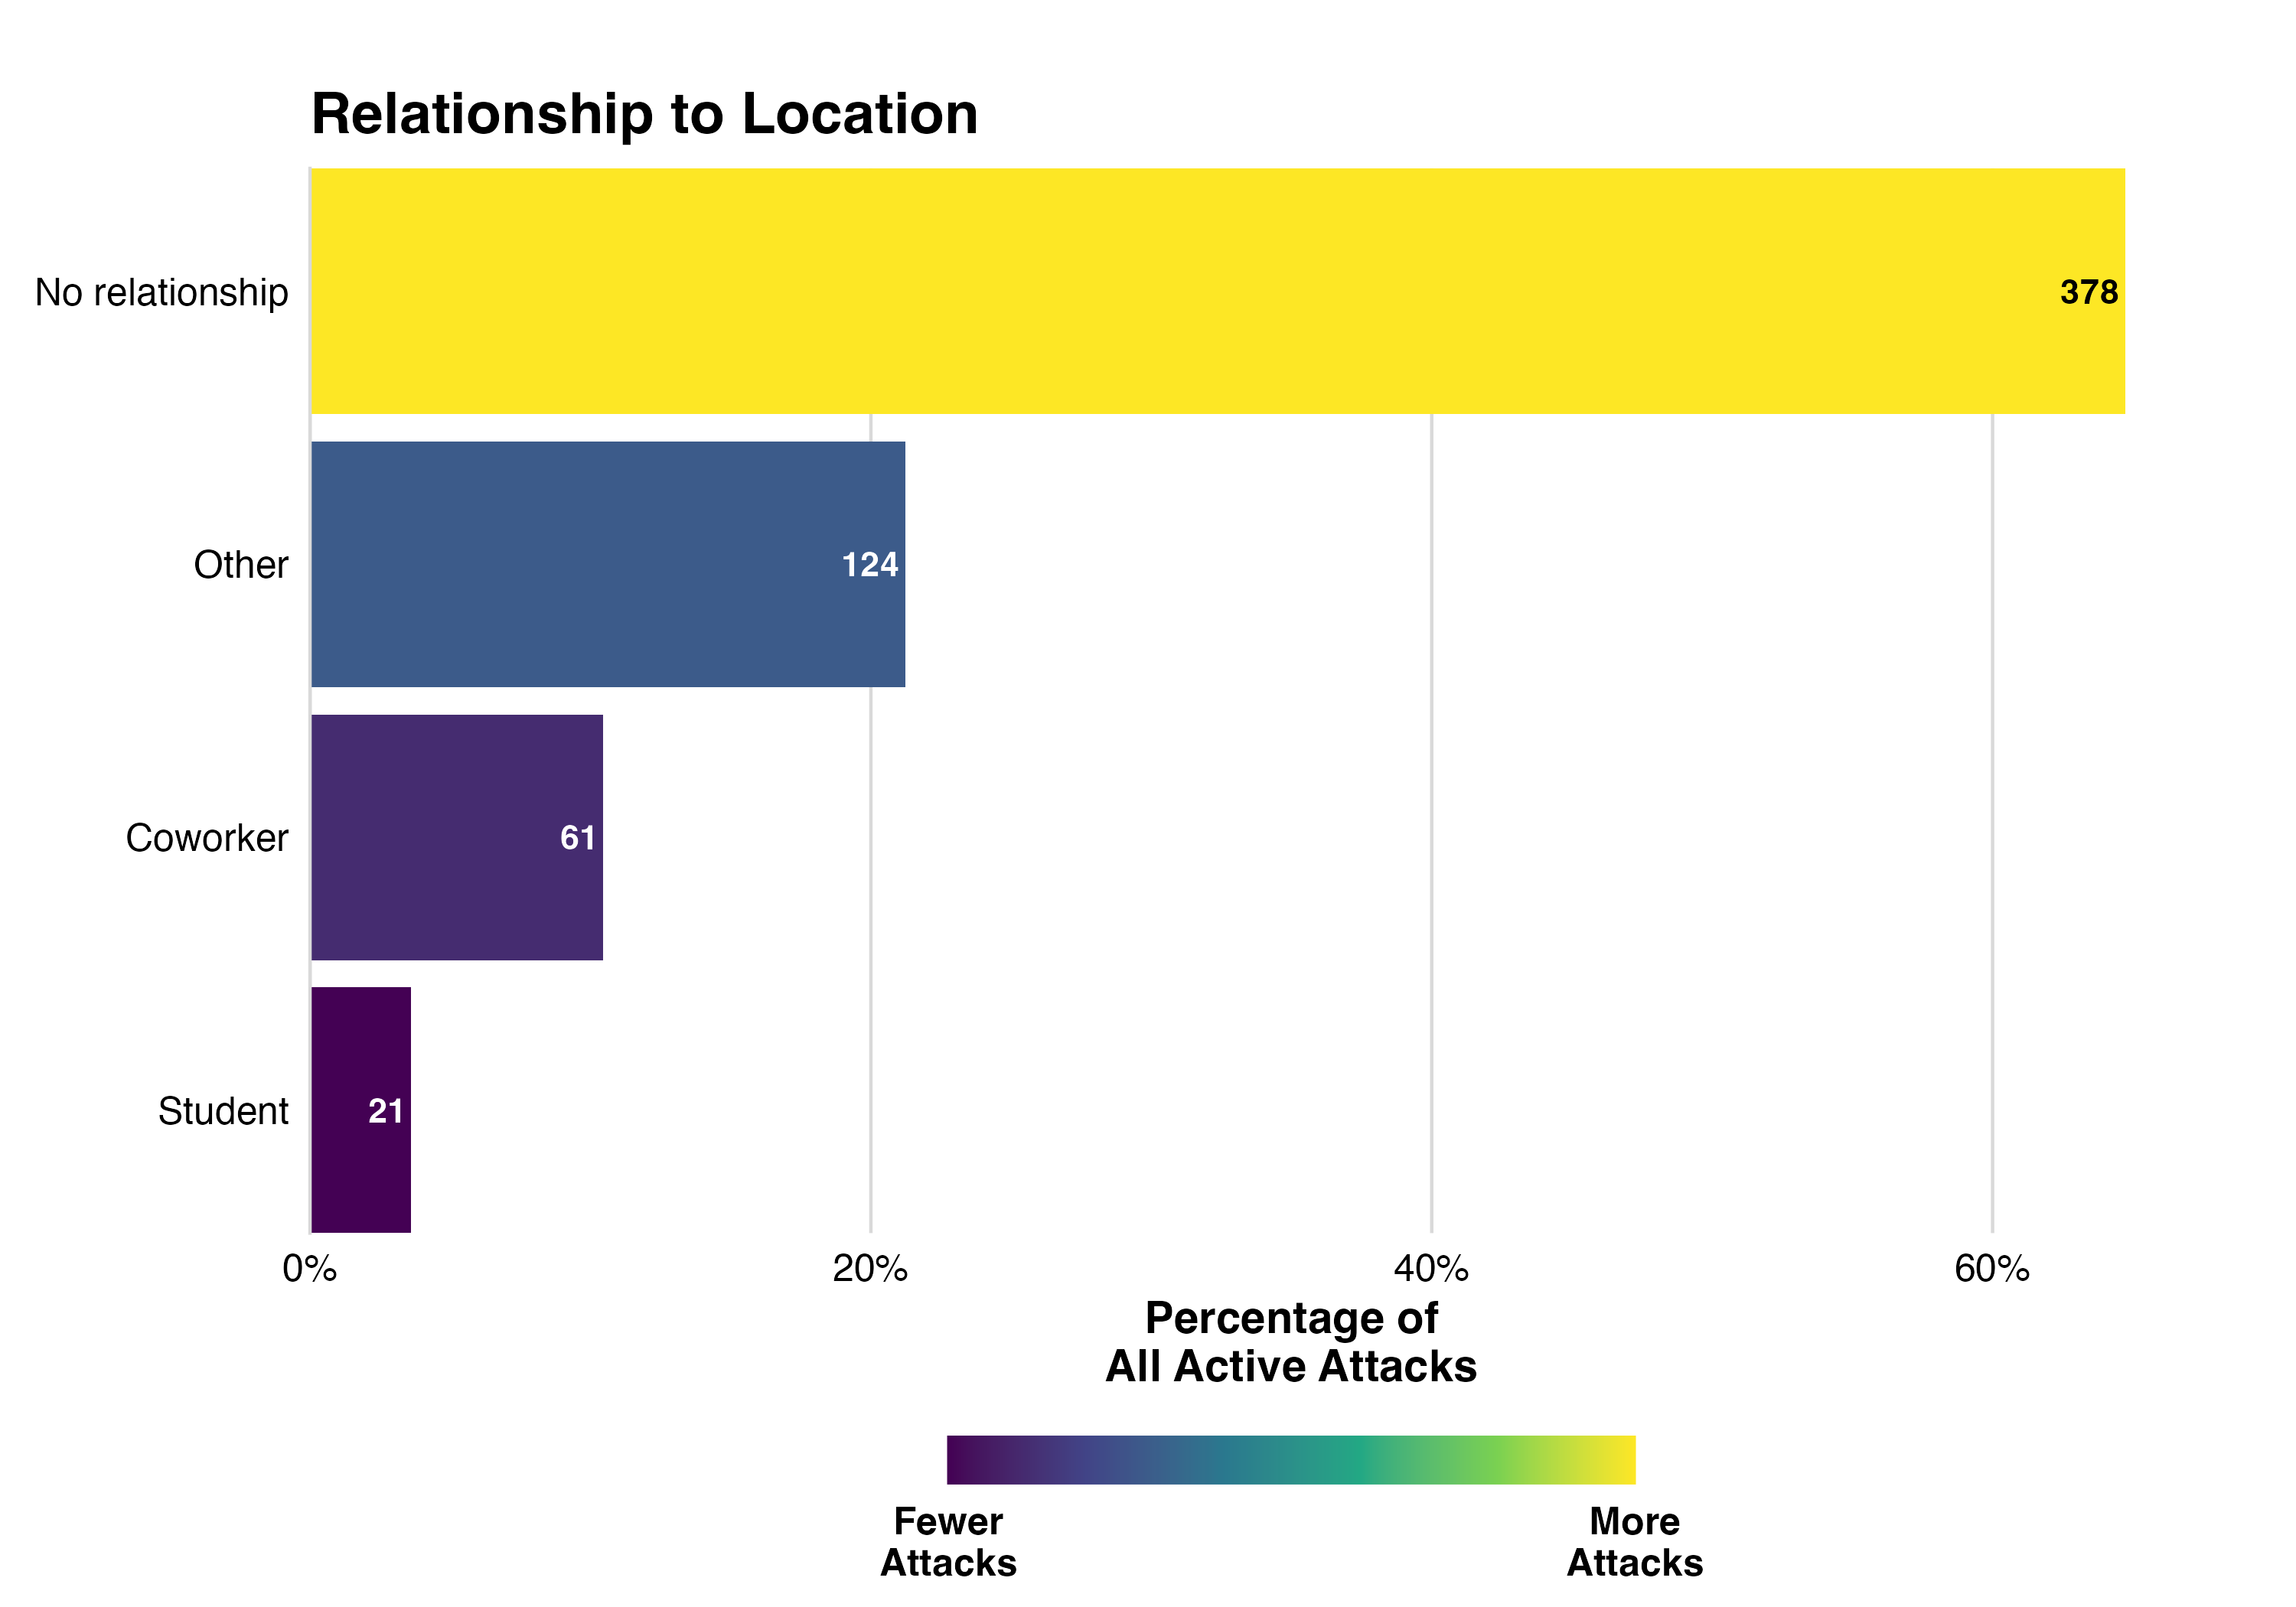 Relationship to Location
No relationship
378
Other
124
Coworker
61
Student
21
0%
20%
40%
60%
Percentage of
All Active Attacks
Fewer
Attacks
More
Attacks